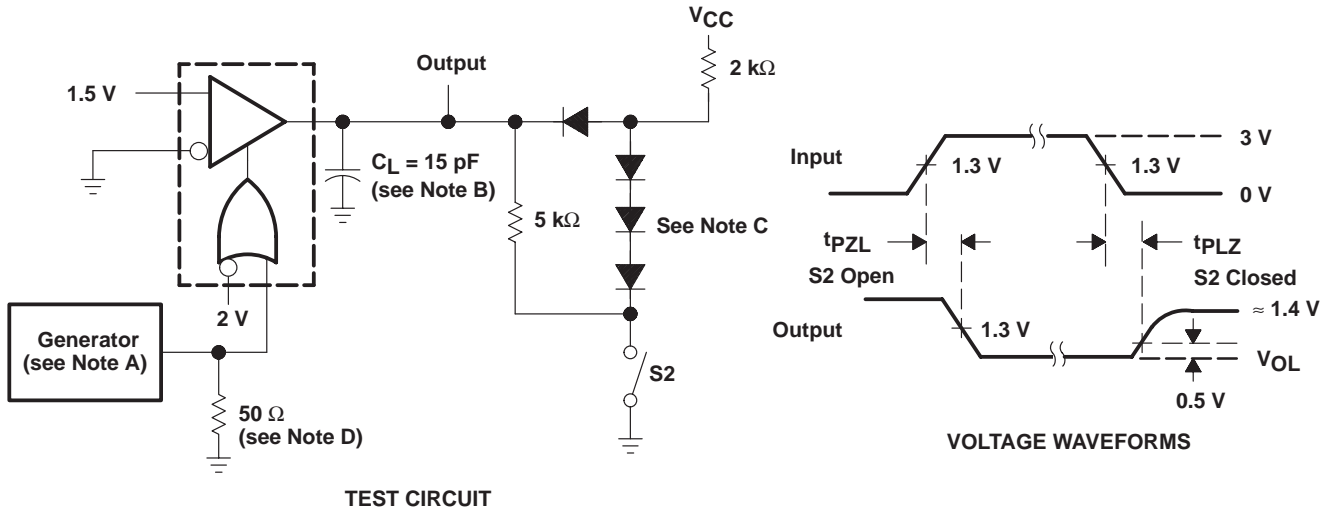 VCC
2 kΩ
Output
1.5 V
CL = 15 pF
(see Note B)
5 kΩ
See Note C
2 V
Generator
(see Note A)
50 Ω
(see Note D)
S2
TEST CIRCUIT
Input
3 V
1.3 V
1.3 V
0 V
tPZL
tPLZ
S2 Open
S2 Closed
≈ 1.4 V
Output
1.3 V
VOL
0.5 V
VOLTAGE WAVEFORMS